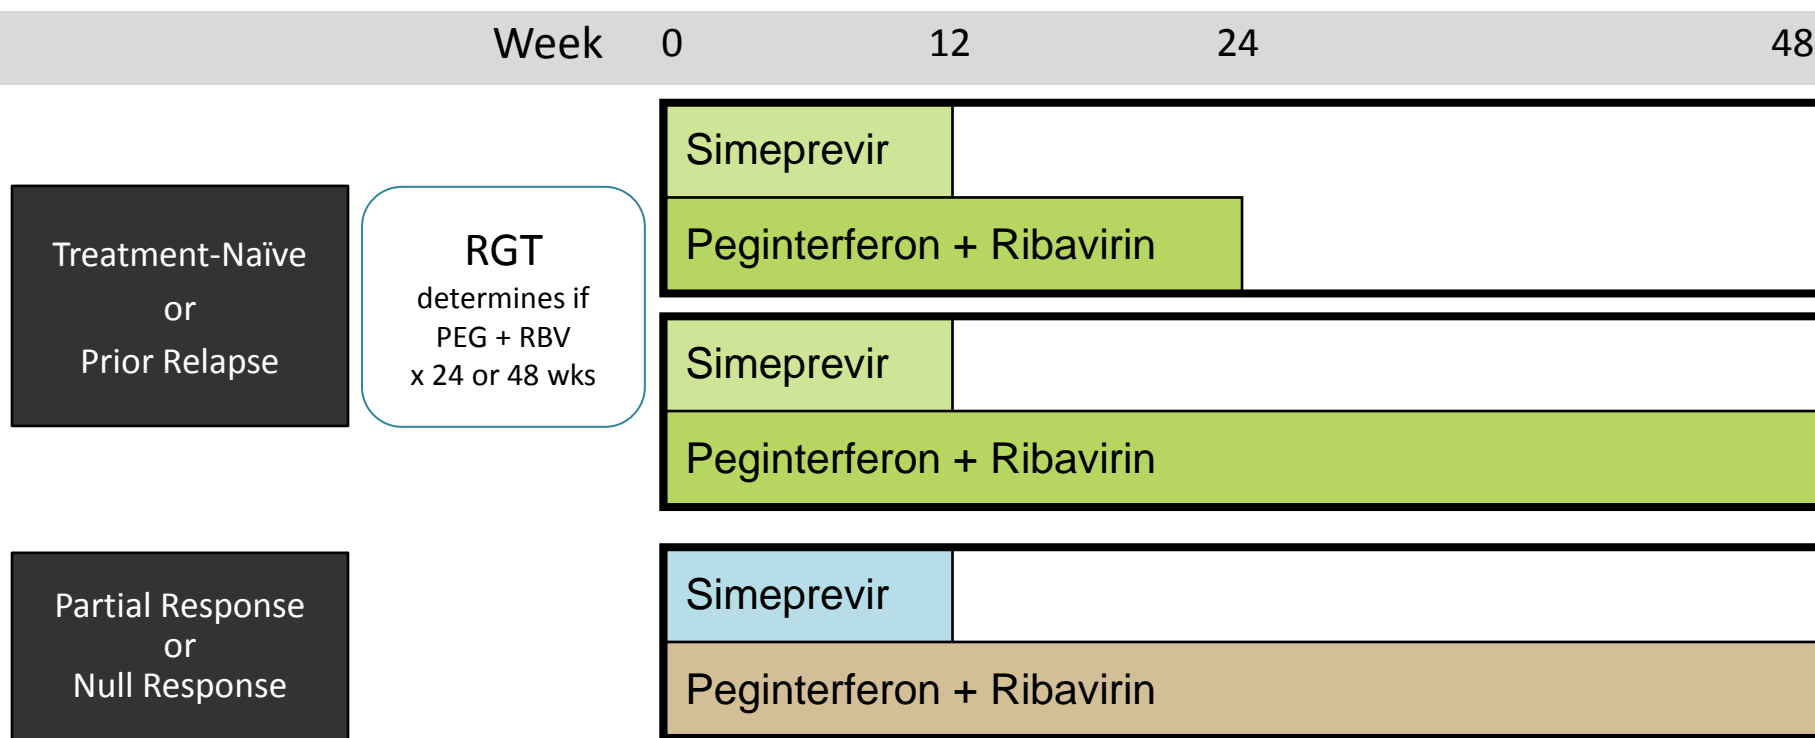 Week 0 12 24 48
Treatment-Naïve
or
Prior Relapse
RGT
determines if
PEG + RBV
x 24 or 48 wks
Simeprevir
Peginterferon + Ribavirin
Simeprevir
Peginterferon + Ribavirin
Partial Response
or
Null Response
Simeprevir
Peginterferon + Ribavirin